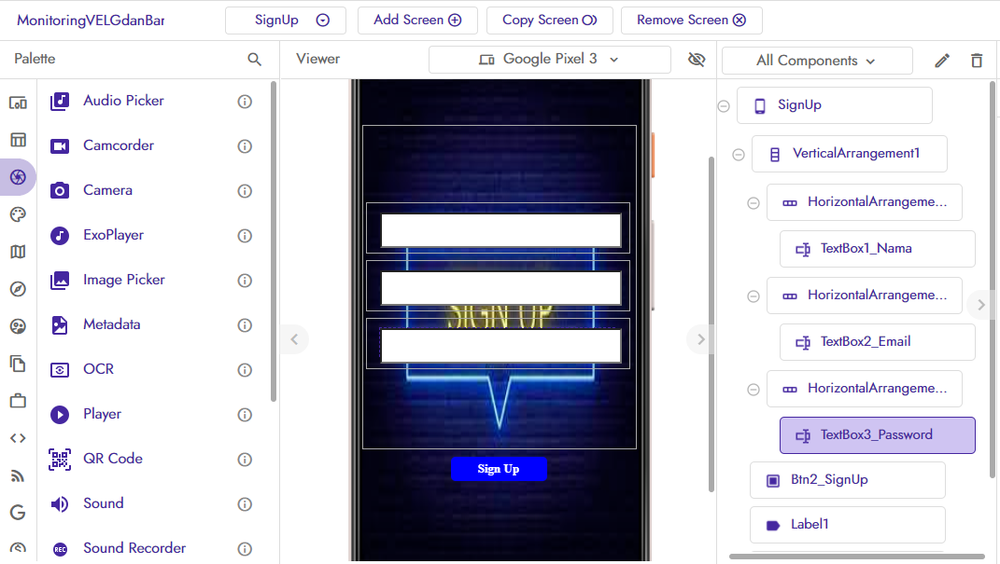 MonitoringVELGdanBar
SignUp
Add Screen
Copy Screen
Remove Screen
Palette
Viewer
Google Pixel 3
All Components
Audio Picker
Camcorder
Camera
ExoPlayer
Image Picker
Metadata
OCR
Player
QR Code
Sound
REC
Sound Recorder
SIGN UP
Sign Up
SignUp
VerticalArrangement1
HorizontalArrangeme...
TextBox1_Nama
HorizontalArrangeme...
TextBox2_Email
HorizontalArrangeme...
TextBox3_Password
Btn2_SignUp
Label1